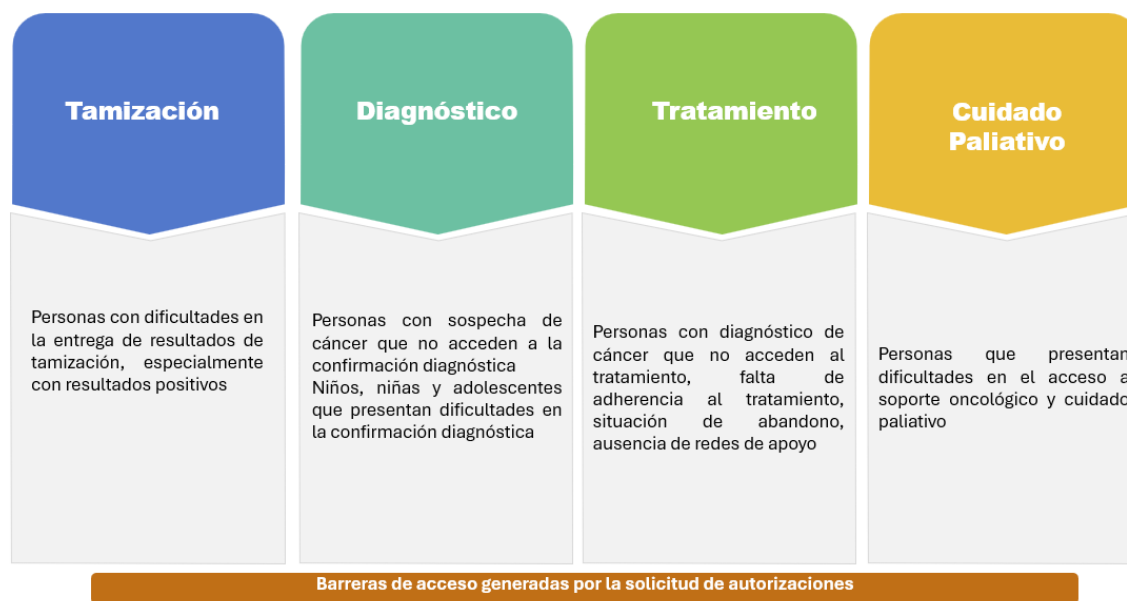 Tamización
Personas con dificultades en
la entrega de resultados de
tamización, especialmente
con resultados positivos
Diagnóstico
Personas con sospecha de
cáncer que no acceden a la
confirmación diagnóstica
Niños, niñas y adolescentes
que presentan dificultades en
la confirmación diagnóstica
Tratamiento
Personas con diagnóstico de
cáncer que no acceden al
tratamiento, falta de
adherencia al tratamiento,
situación de abandono,
ausencia de redes de apoyo
Cuidado
Paliativo
Personas que presentan
dificultades en el acceso a
soporte oncológico y cuidado
paliativo
Barreras de acceso generadas por la solicitud de autorizaciones